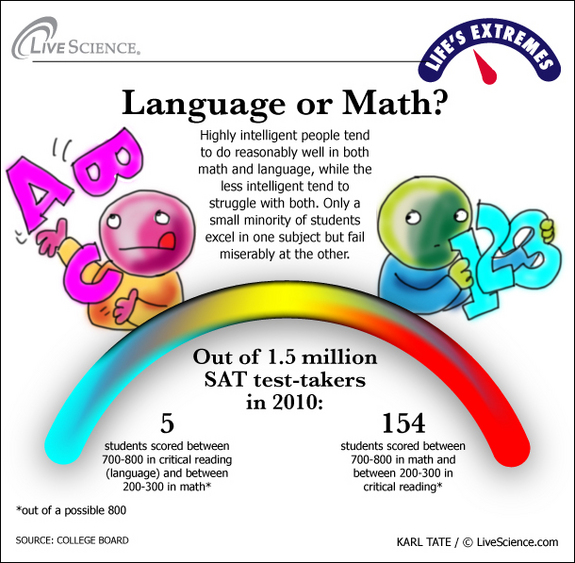 LIVESCIENCE®
LIFE'S EXTREMES
Language or Math?
Highly intelligent people tend
to do reasonably well in both
math and language, while the
less intelligent tend to
struggle with both. Only a
small minority of students
excel in one subject but fail
miserably at the other.
A B C
123
Out of 1.5 million
SAT test-takers
in 2010:
5
students scored between
700-800 in critical reading
(language) and between
200-300 in math*
154
students scored between
700-800 in math and
between 200-300 in
critical reading*
*out of a possible 800
SOURCE: COLLEGE BOARD
KARL TATE / © LiveScience.com